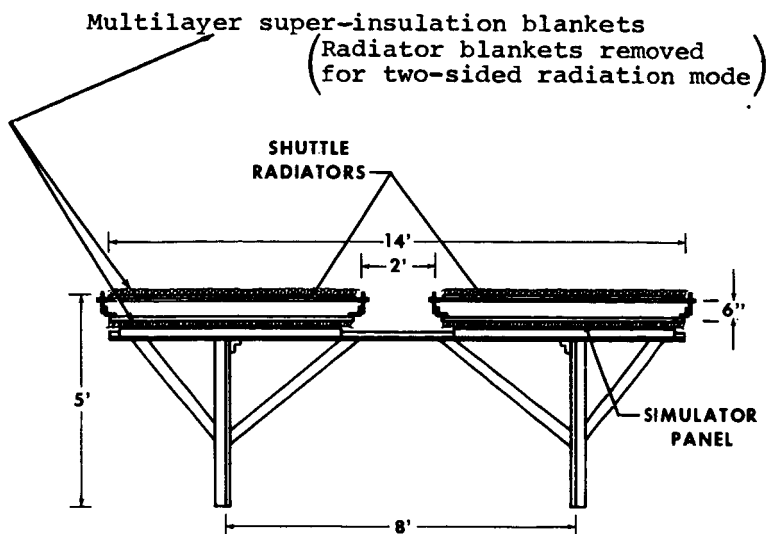 Multilayer super-insulation blankets
(Radiator blankets removed
for two-sided radiation mode)
SHUTTLE
RADIATORS
14'
2'
6"
5'
SIMULATOR
PANEL
8'